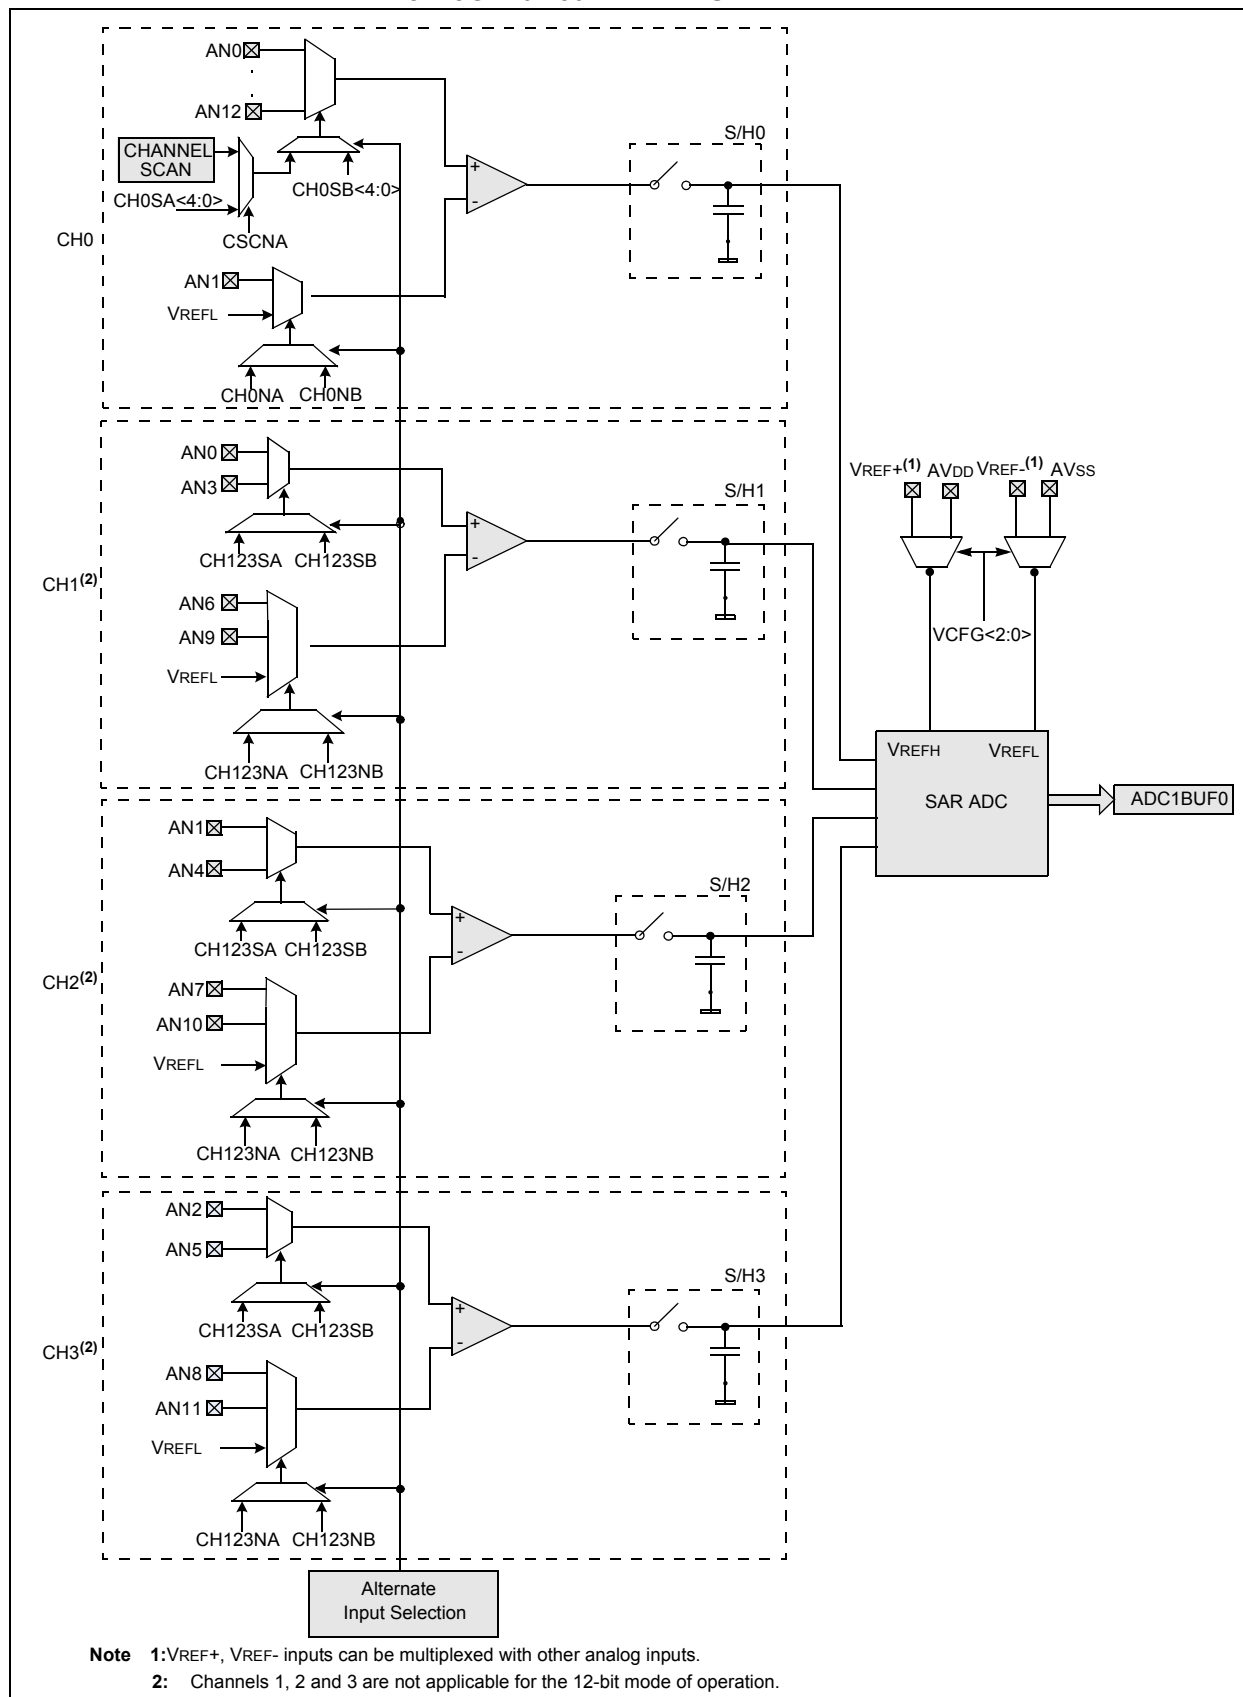 AN0
AN12
CHANNEL
SCAN
CH0SA<4:0>
CH0SB<4:0>
CSCNA
CH0
AN1
VREFL
CH0NA CH0NB
S/H0
+
-
AN0
AN3
CH123SA CH123SB
CH1(2)
AN6
AN9
VREFL
CH123NA CH123NB
S/H1
+
-
VREF+(1) AVDD VREF-(1) AVSS
VCFG<2:0>
VREFH VREFL
SAR ADC
ADC1BUF0
AN1
AN4
CH123SA CH123SB
CH2(2)
AN7
AN10
VREFL
CH123NA CH123NB
S/H2
+
-
AN2
AN5
CH123SA CH123SB
CH3(2)
AN8
AN11
VREFL
CH123NA CH123NB
S/H3
+
-
Alternate
Input Selection
Note 1:VREF+, VREF- inputs can be multiplexed with other analog inputs.
2: Channels 1, 2 and 3 are not applicable for the 12-bit mode of operation.